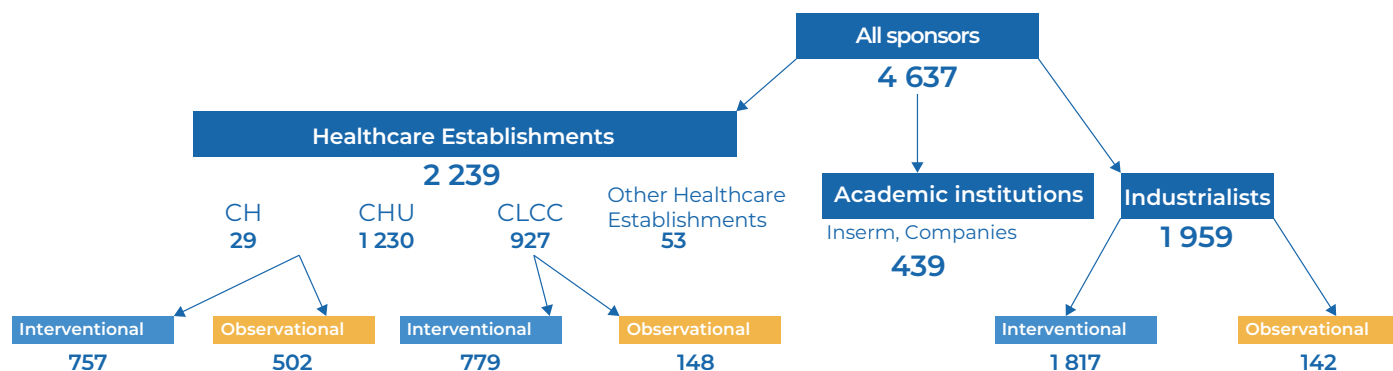 All sponsors
4 637
Healthcare Establishments
2 239
CH
29
CHU
1 230
CLCC
927
Other Healthcare
Establishments
53
Academic institutions
Inserm, Companies
439
Industrialists
1 959
Interventional
757
Observational
502
Interventional
779
Observational
148
Interventional
1 817
Observational
142